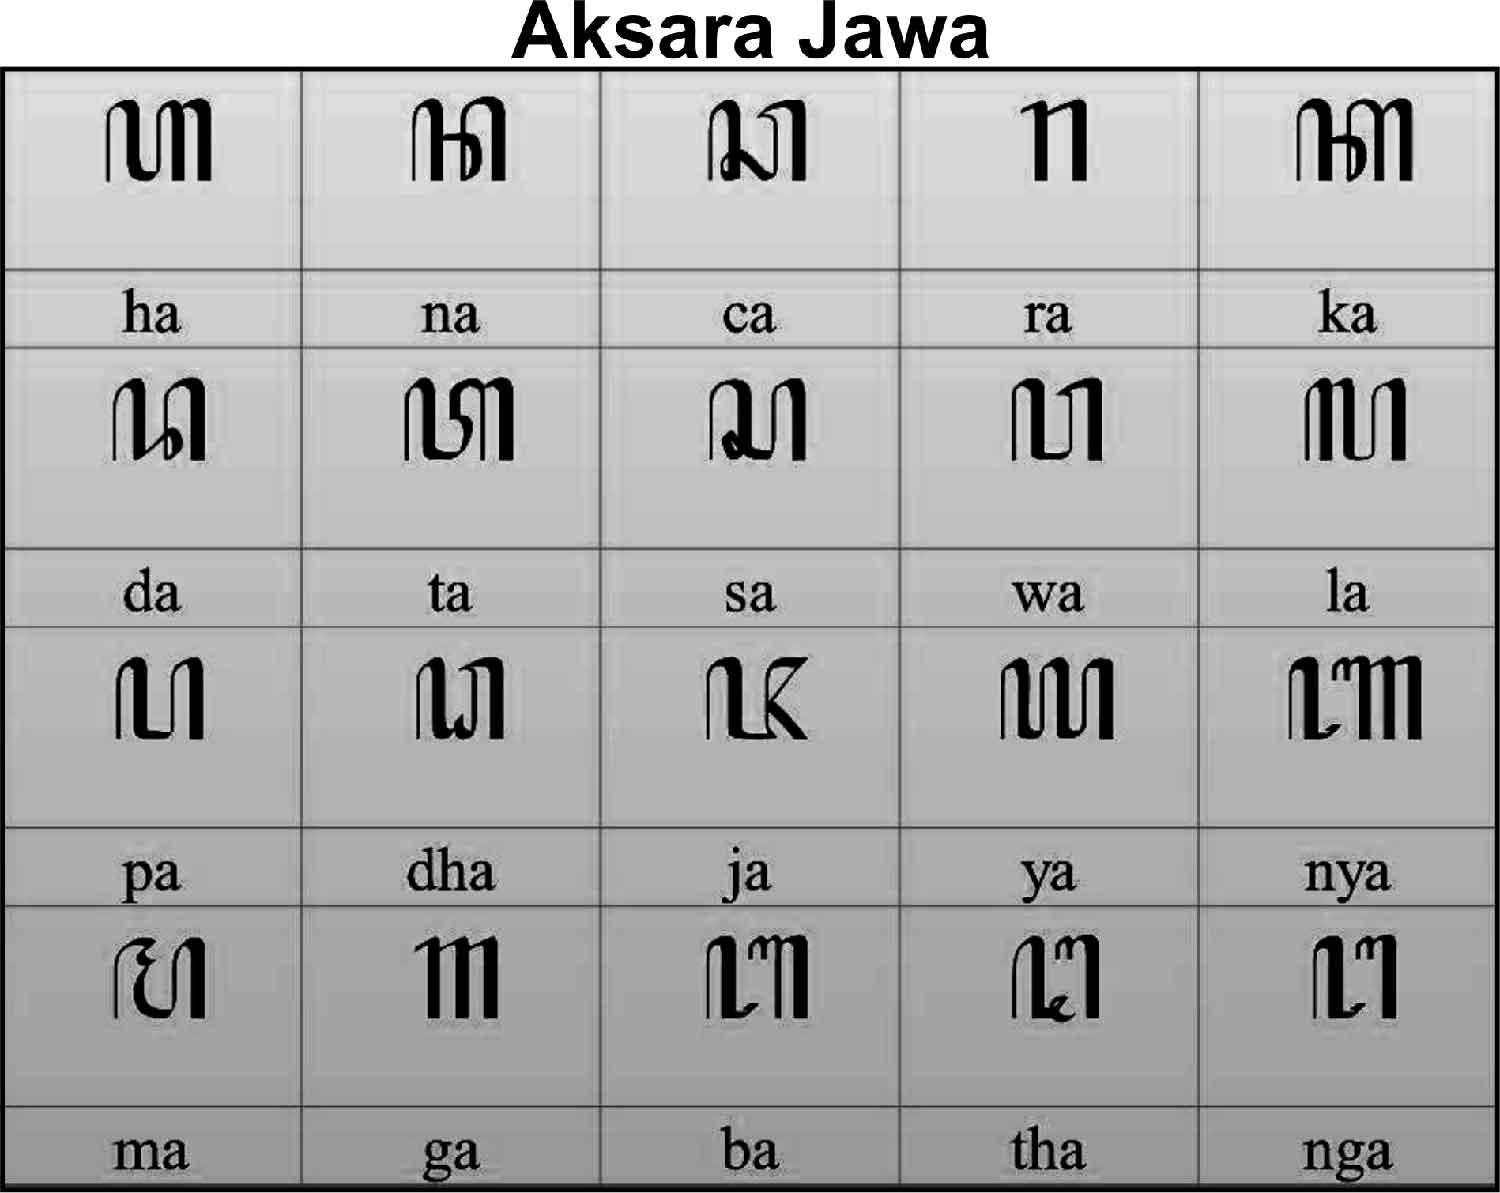 Aksara Jawa
ꦲ ꦤ ꦕ ꦫ ꦏ
ha na ca ra ka
ꦢ ꦠ ꦱ ꦮ ꦭ
da ta sa wa la
ꦥ ꦝ ꦗ ꦪ ꦚ
pa dha ja ya nya
ꦩ ꦒ ꦧ ꦛ ꦔ
ma ga ba tha nga